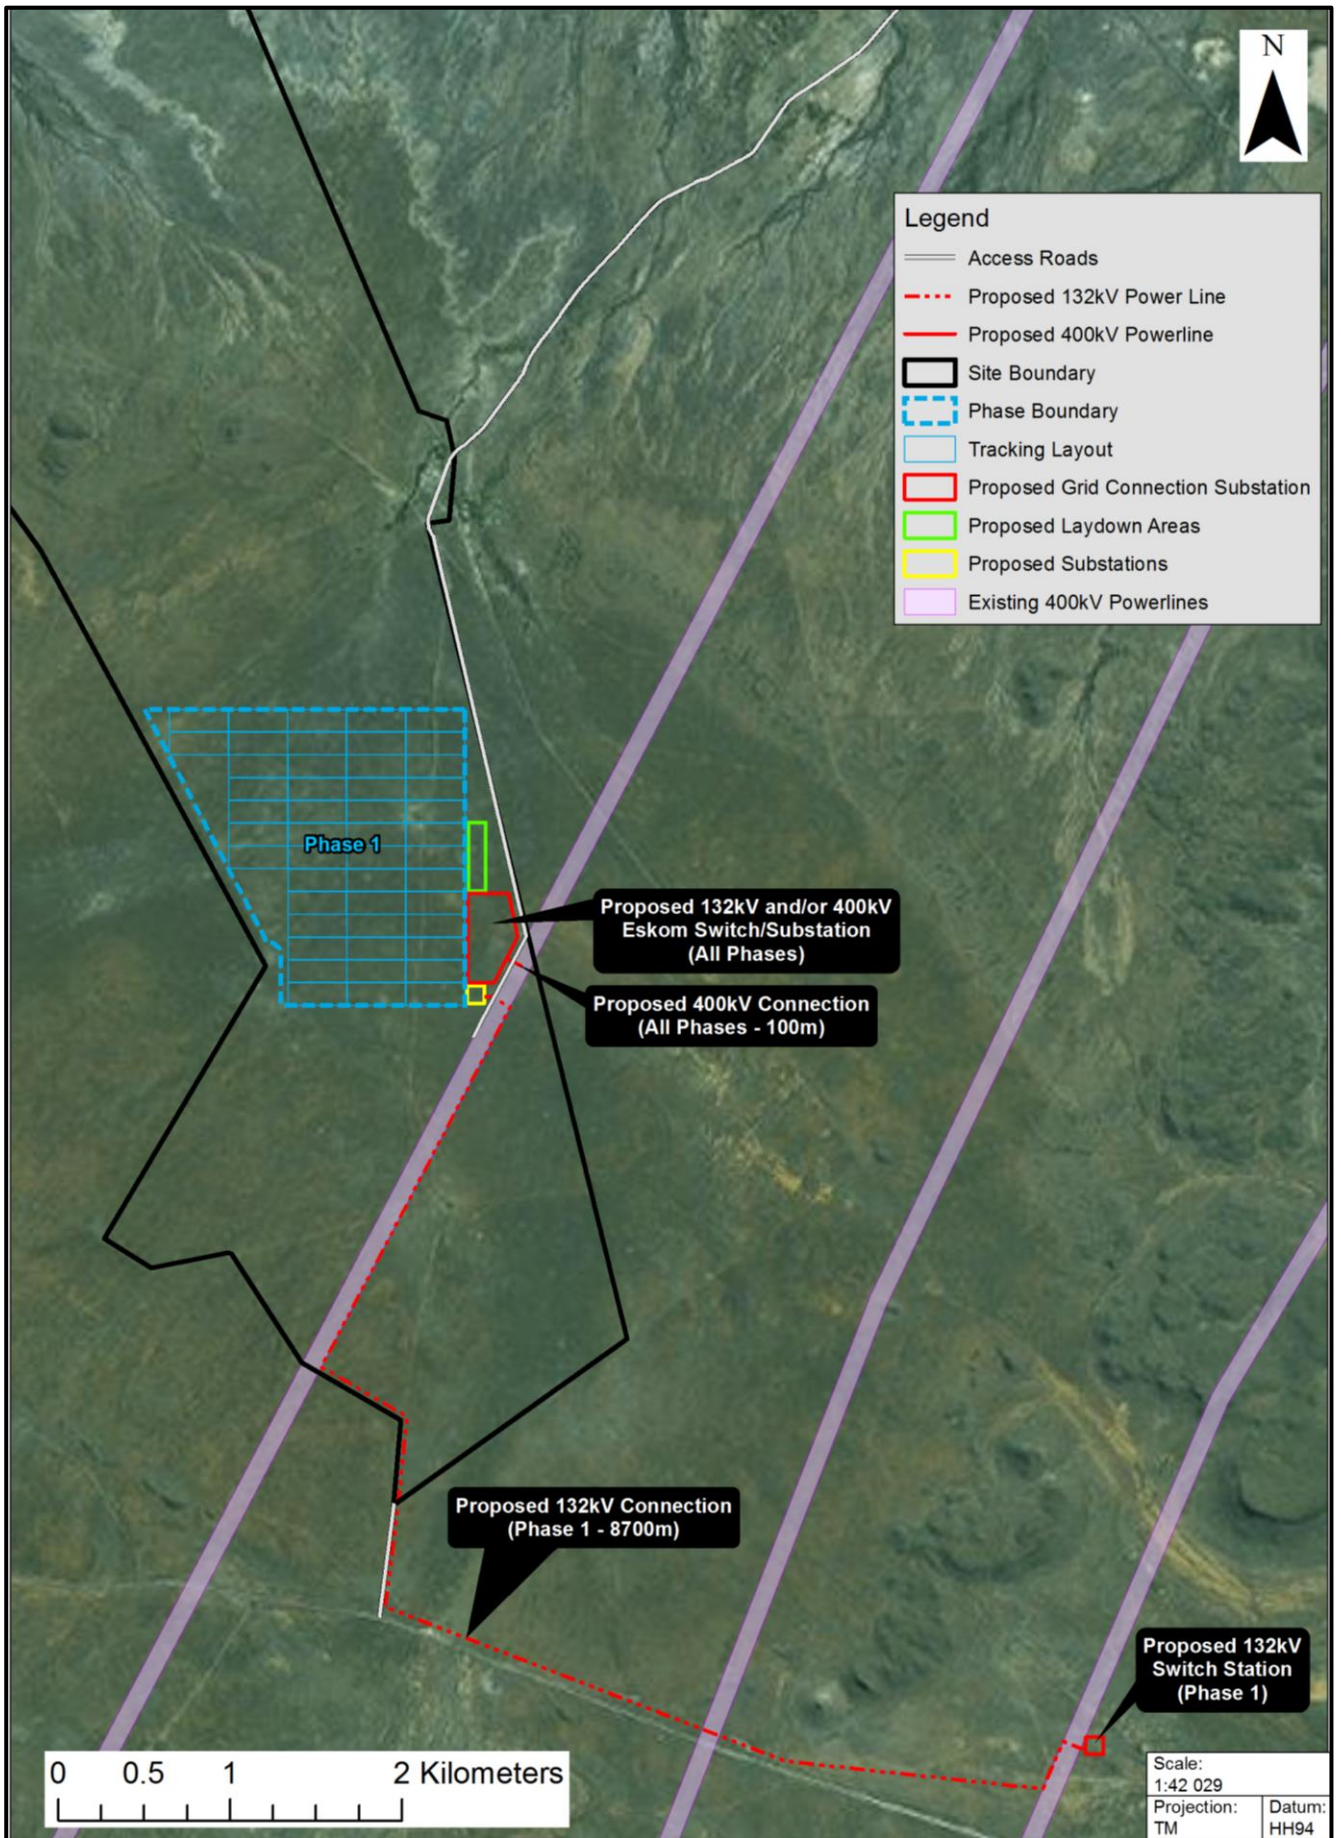 N
Legend
Access Roads
Proposed 132kV Power Line
Proposed 400kV Powerline
Site Boundary
Phase Boundary
Tracking Layout
Proposed Grid Connection Substation
Proposed Laydown Areas
Proposed Substations
Existing 400kV Powerlines
Phase 1
Proposed 132kV and/or 400kV
Eskom Switch/Substation
(All Phases)
Proposed 400kV Connection
(All Phases - 100m)
Proposed 132kV Connection
(Phase 1 - 8700m)
Proposed 132kV
Switch Station
(Phase 1)
0 0.5 1 2 Kilometers
Scale:
1:42 029
Projection:
TM
Datum:
HH94